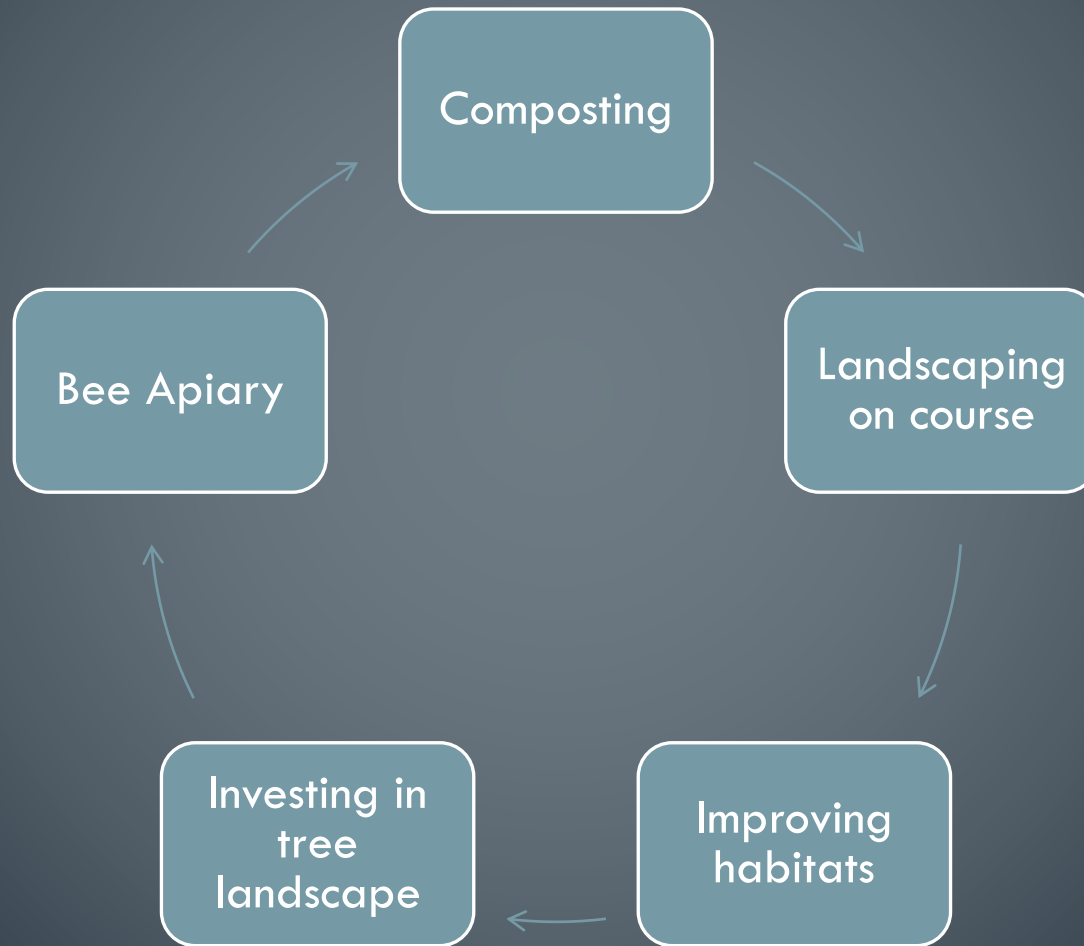 Composting
Landscaping
on course
Improving
habitats
Investing in
tree
landscape
Bee Apiary